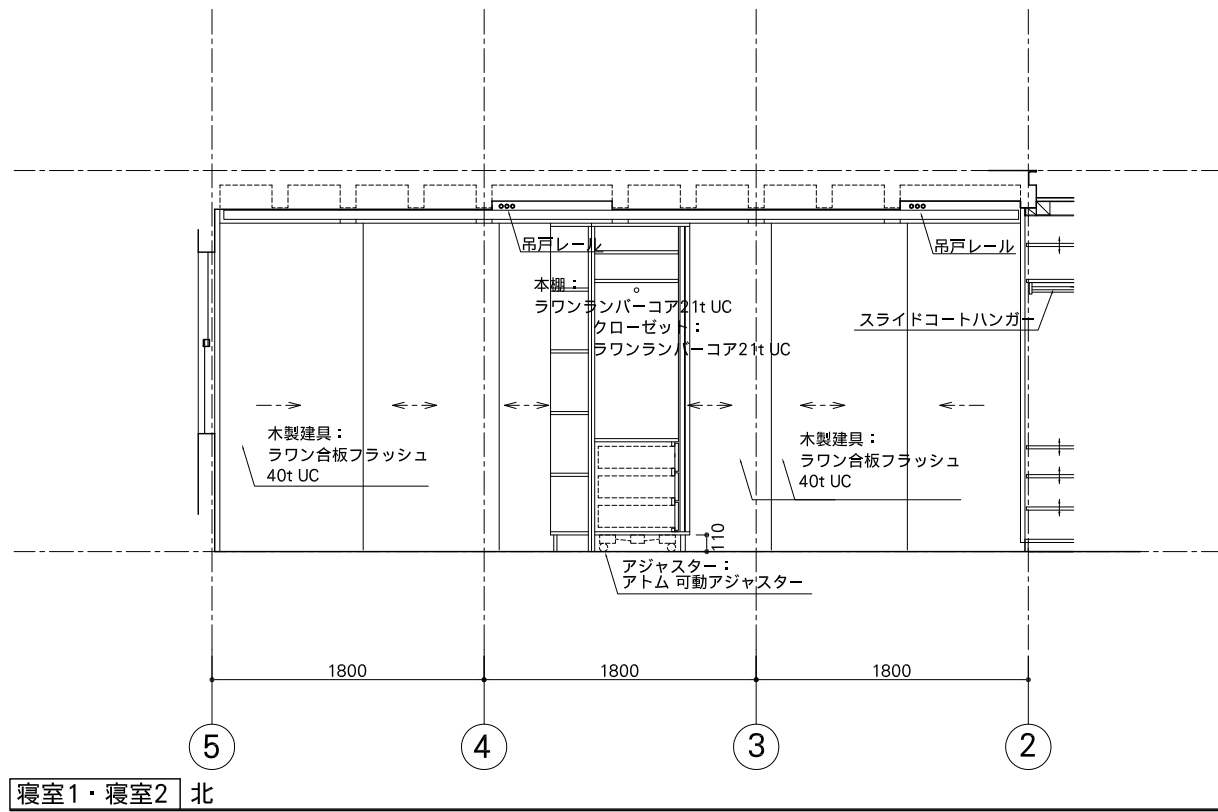 吊戸レール
吊戸レール
本棚：
ラワンランバーコア21t UC
クローゼット：
ラワンランバーコア21t UC
スライドコートハンガー
木製建具：
ラワン合板フラッシュ
40t UC
木製建具：
ラワン合板フラッシュ
40t UC
110
アジャスター：
アトム 可動アジャスター
1800
1800
1800
5
4
3
2
寝室1・寝室2 北